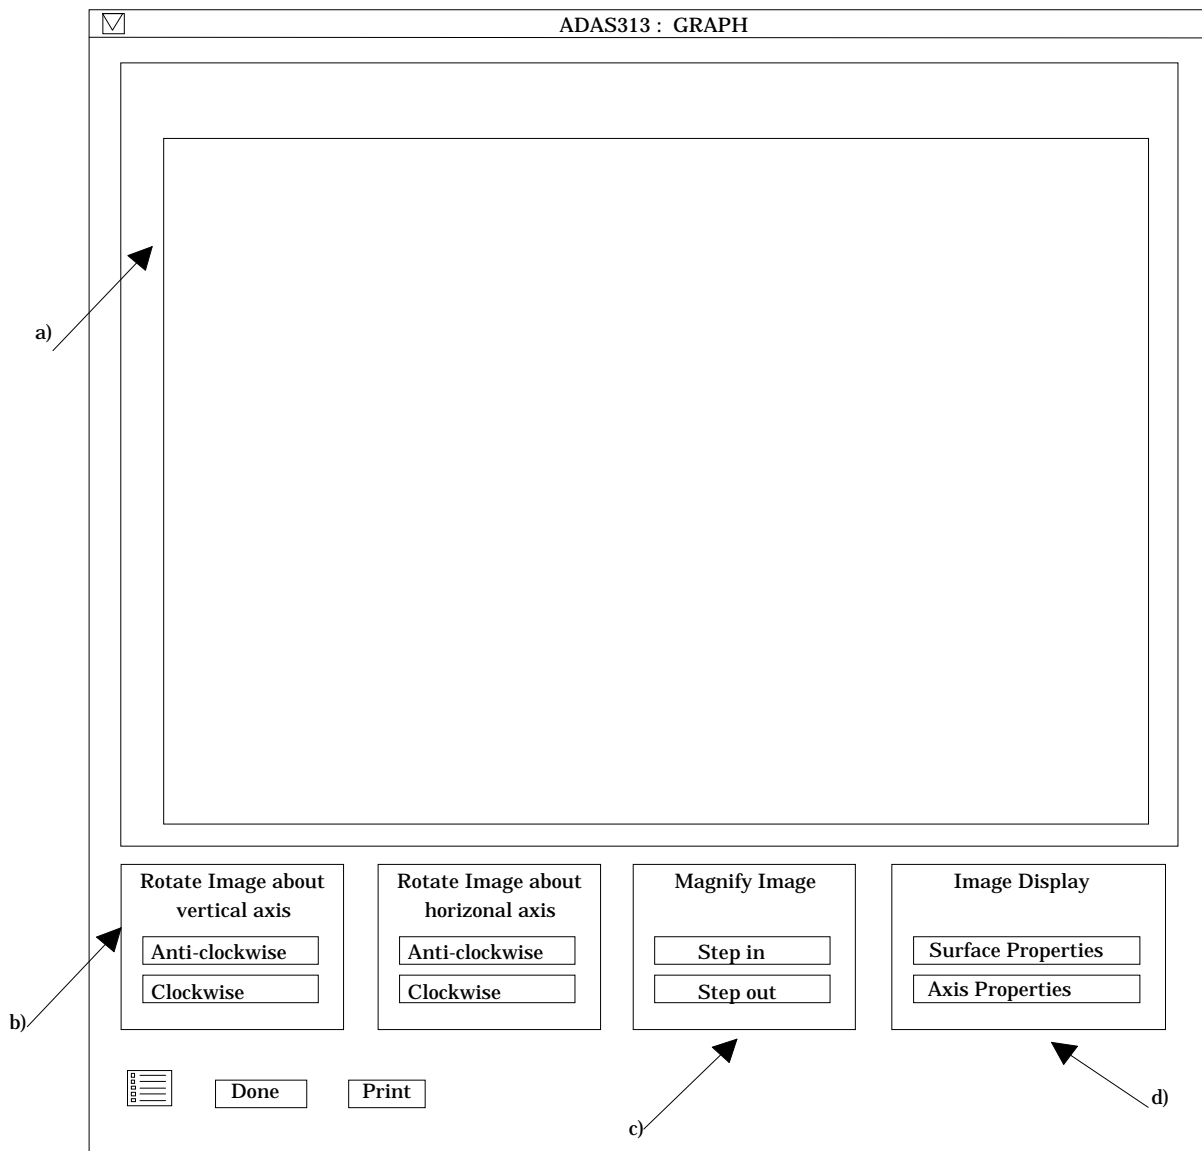 ADAS313 : GRAPH
a)
Rotate Image about
vertical axis
Anti-clockwise
Clockwise
Rotate Image about
horizonal axis
Anti-clockwise
Clockwise
Magnify Image
Step in
Step out
Image Display
Surface Properties
Axis Properties
b)
Done
Print
c)
d)